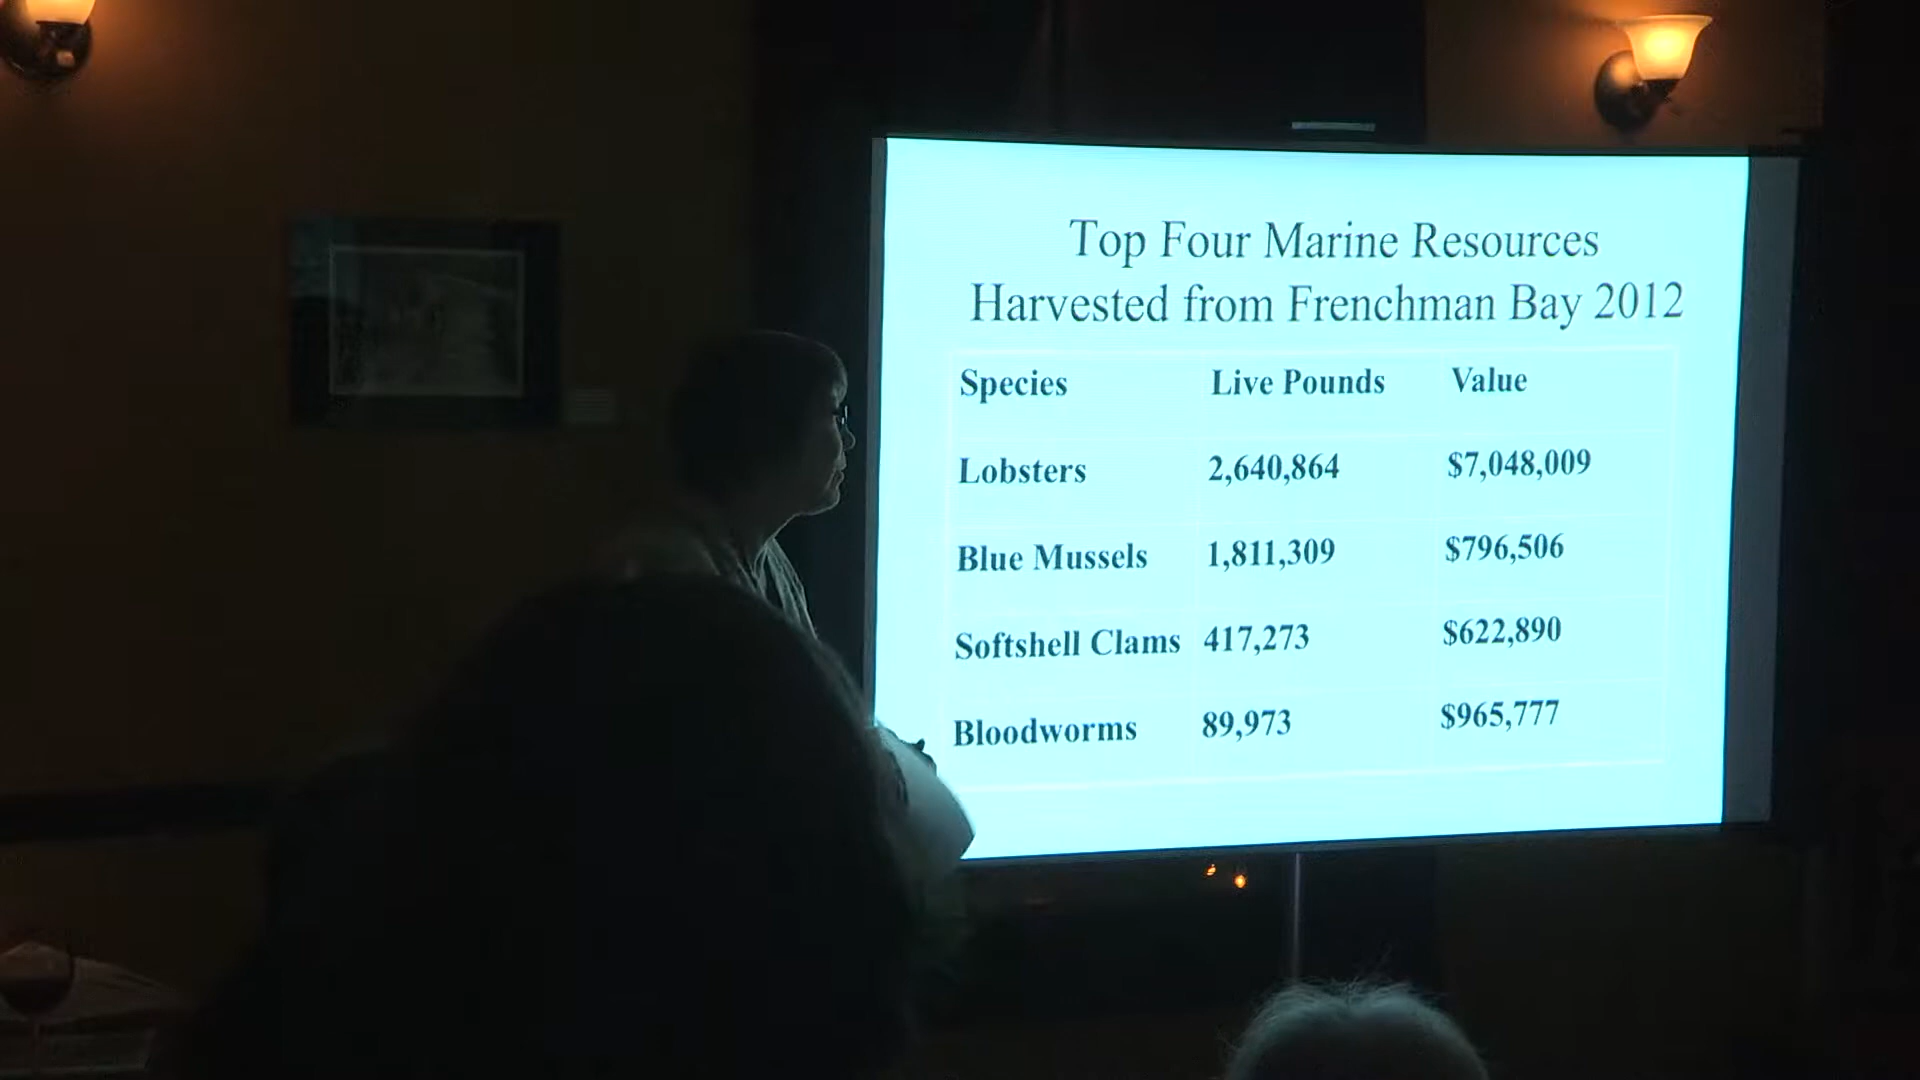 Top Four Marine Resources
Harvested from Frenchman Bay 2012
Species Live Pounds Value
Lobsters 2,640,864 $7,048,009
Blue Mussels 1,811,309 $796,506
Softshell Clams 417,273 $622,890
Bloodworms 89,973 $965,777